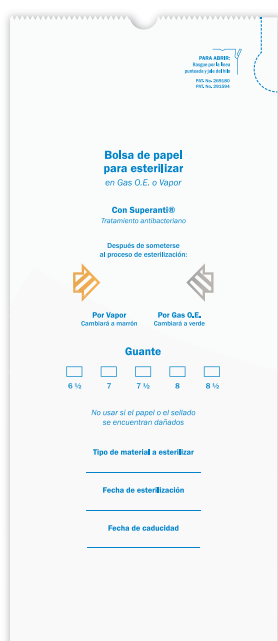 PARA ABRIR:
Rasgue por la línea
punteada y jale del hilo
PAT. No. 265180
PAT. No. 291594
Bolsa de papel
para esterilizar
en Gas O.E. o Vapor
Con Superanti®
Tratamiento antibacteriano
Después de someterse
al proceso de esterilización:
Por Vapor Por Gas O.E.
Cambiará a marrón Cambiará a verde
Guante
6 ½ 7 7 ½ 8 8 ½
No usar si el papel o el sellado
se encuentran dañados
Tipo de material a esterilizar
Fecha de esterilización
Fecha de caducidad